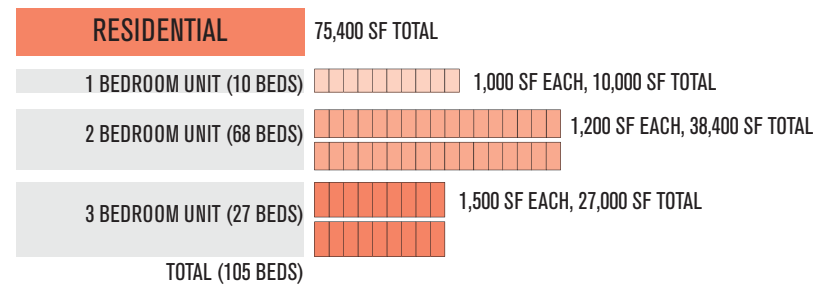 RESIDENTIAL 75,400 SF TOTAL
1 BEDROOM UNIT (10 BEDS) 1,000 SF EACH, 10,000 SF TOTAL
2 BEDROOM UNIT (68 BEDS) 1,200 SF EACH, 38,400 SF TOTAL
3 BEDROOM UNIT (27 BEDS) 1,500 SF EACH, 27,000 SF TOTAL
TOTAL (105 BEDS)